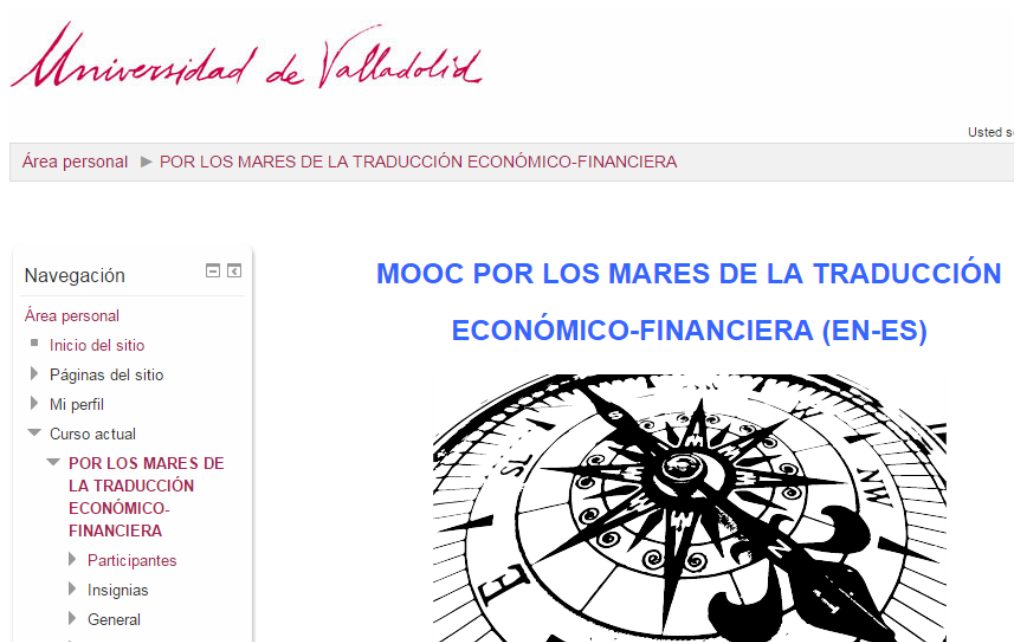 Universidad de Valladolid
Usted s
Área personal ▶ POR LOS MARES DE LA TRADUCCIÓN ECONÓMICO-FINANCIERA
Navegación
Área personal
Inicio del sitio
Páginas del sitio
Mi perfil
Curso actual
POR LOS MARES DE
LA TRADUCCIÓN
ECONÓMICO-
FINANCIERA
Participantes
Insignias
General
MOOC POR LOS MARES DE LA TRADUCCIÓN
ECONÓMICO-FINANCIERA (EN-ES)
W
NW
N
E
S